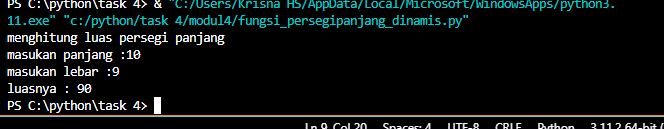 PS C:\python\task 4> & "C:/Users/Krisna HS/AppData/Local/Microsoft/WindowsApps/python3.
11.exe" "c:/python/task 4/modul4/fungsi_persegipanjang_dinamis.py"
menghitung luas persegi panjang
masukan panjang :10
masukan lebar :9
luasnya : 90
PS C:\python\task 4>
Ln 9, Col 20 Spaces: 4 UTF-8 CRLF Python 3.11.2 64-bit